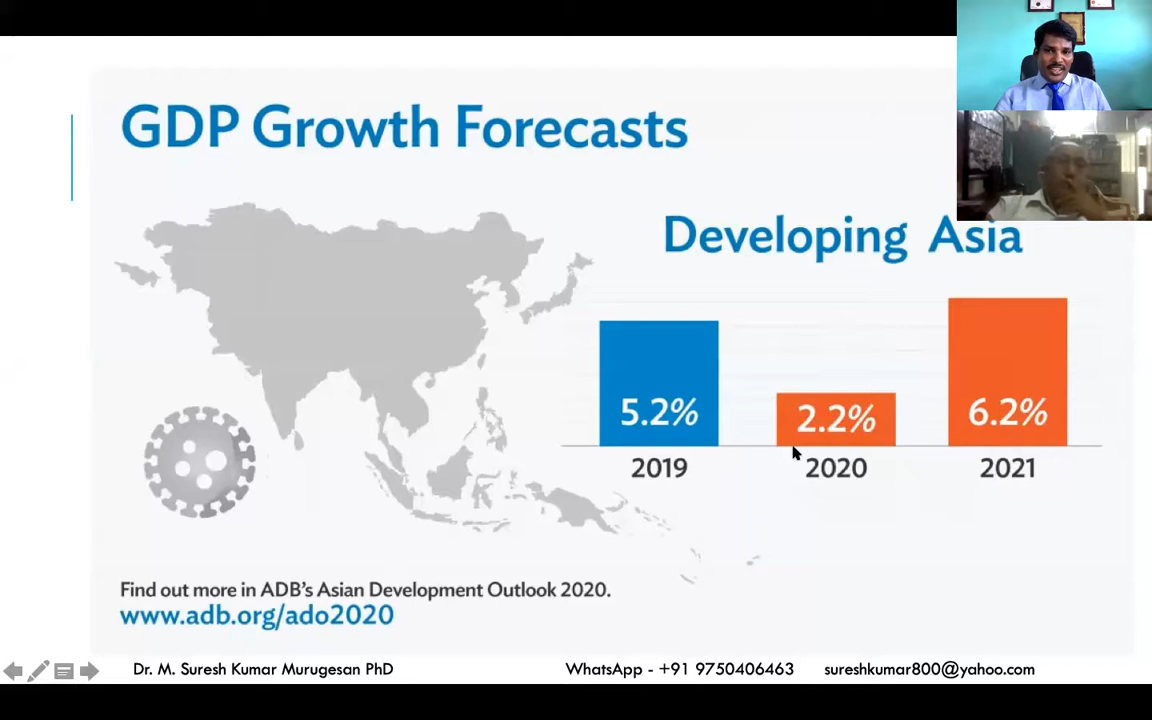 GDP Growth Forecasts
Developing Asia
5.2%
2.2%
6.2%
2019
2020
2021
Find out more in ADB's Asian Development Outlook 2020.
www.adb.org/ado2020
Dr. M. Suresh Kumar Murugesan PhD
WhatsApp - +91 9750406463
sureshkumar800@yahoo.com